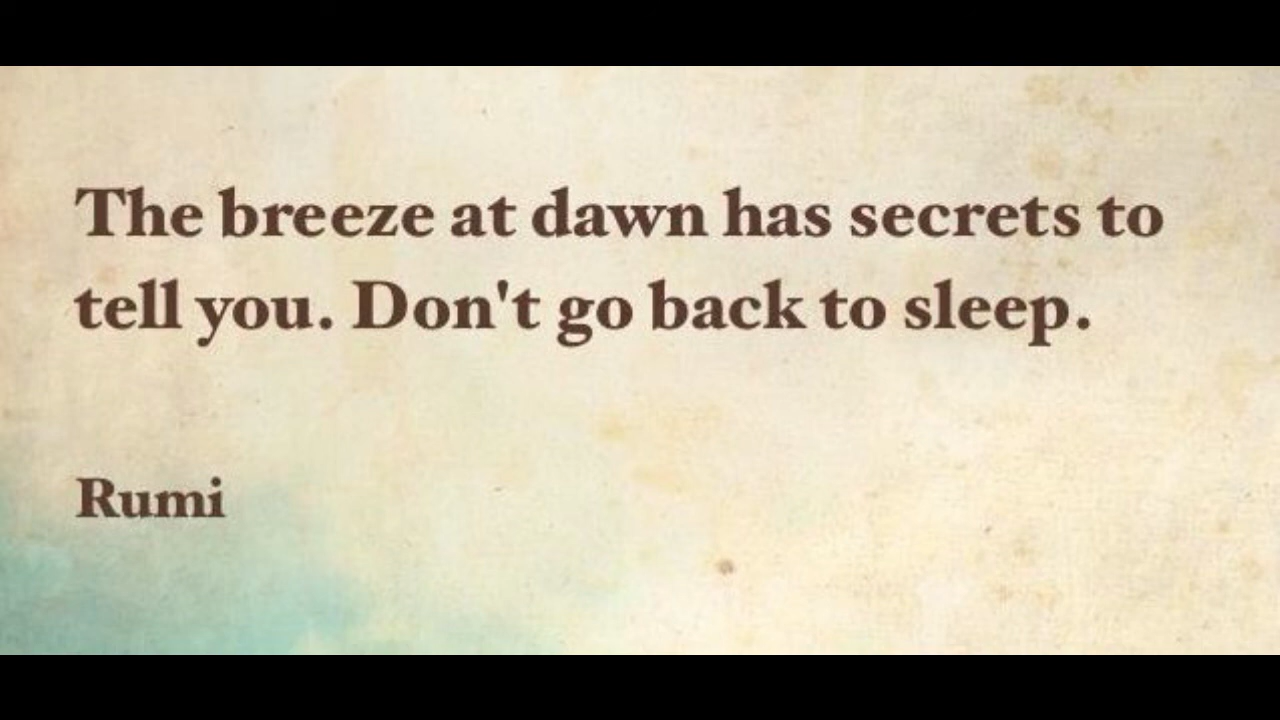 The breeze at dawn has secrets to
tell you. Don't go back to sleep.
Rumi